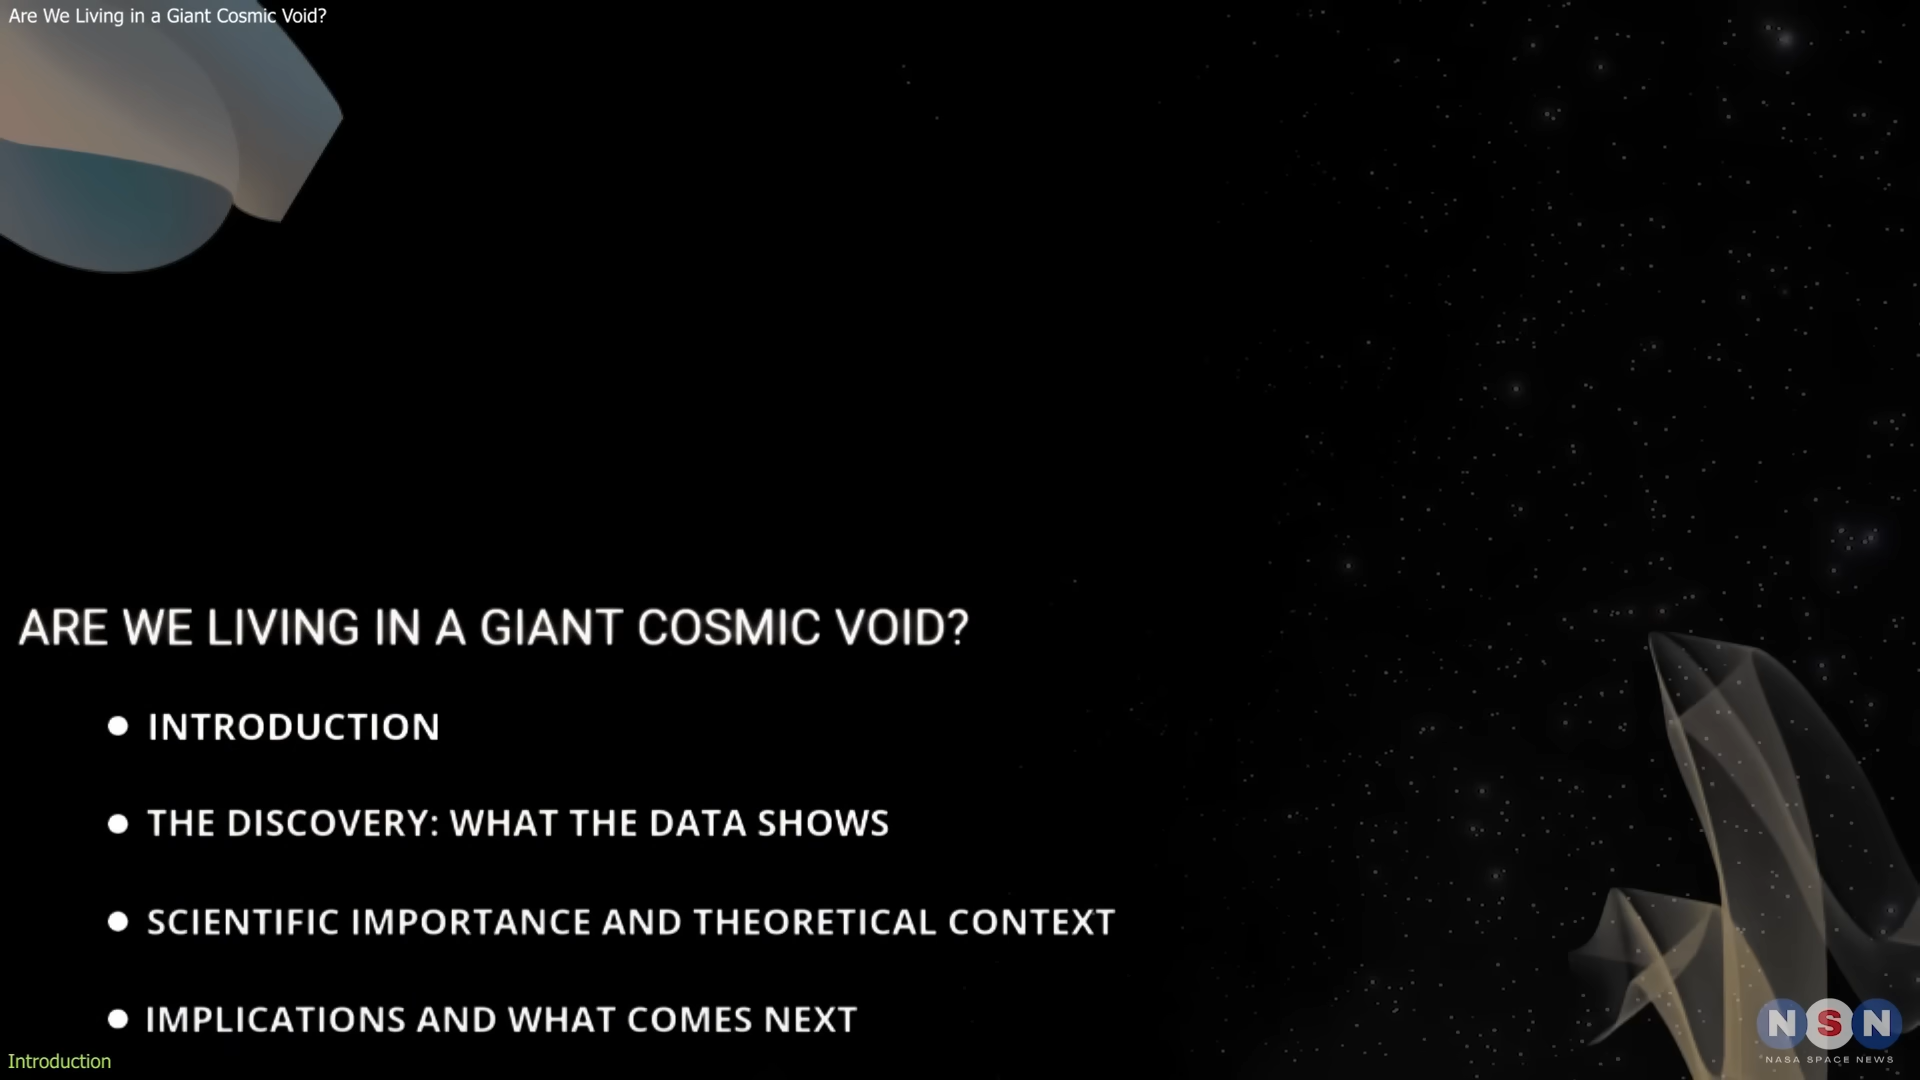 Are We Living in a Giant Cosmic Void?
ARE WE LIVING IN A GIANT COSMIC VOID?
● INTRODUCTION
● THE DISCOVERY: WHAT THE DATA SHOWS
● SCIENTIFIC IMPORTANCE AND THEORETICAL CONTEXT
● IMPLICATIONS AND WHAT COMES NEXT
Introduction
NSN
NASA SPACE NEWS